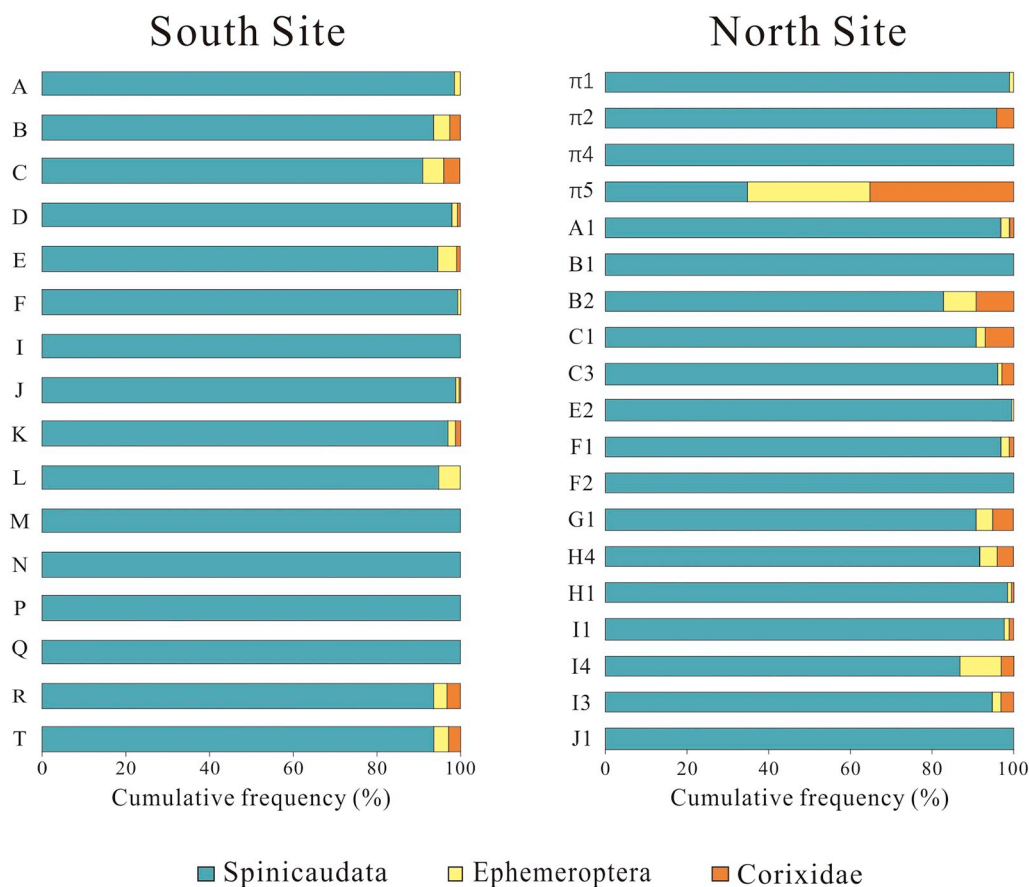 South Site
A
B
C
D
E
F
I
J
K
L
M
N
P
Q
R
T
0 20 40 60 80 100
Cumulative frequency (%)
North Site
π1
π2
π4
π5
A1
B1
B2
C1
C3
E2
F1
F2
G1
H4
H1
I1
I4
I3
J1
0 20 40 60 80 100
Cumulative frequency (%)
Spinicaudata Ephemeroptera Corixidae